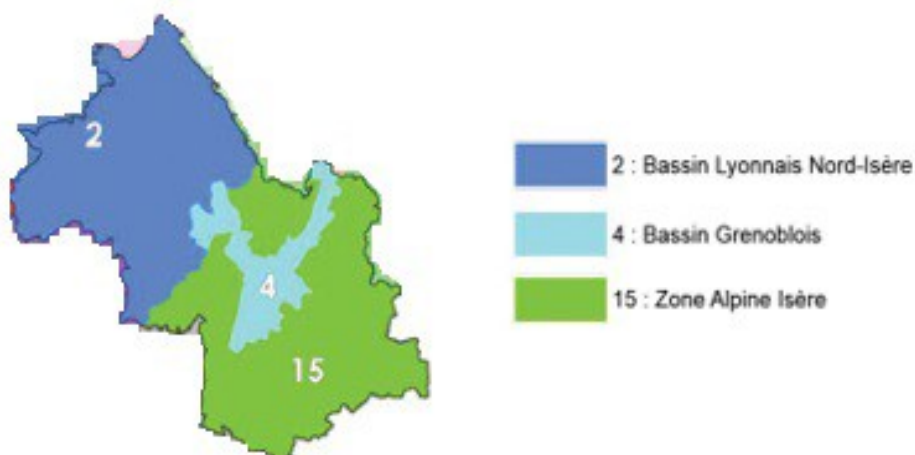 2
4
15
2 : Bassin Lyonnais Nord-Isère
4 : Bassin Grenoblois
15 : Zone Alpine Isère